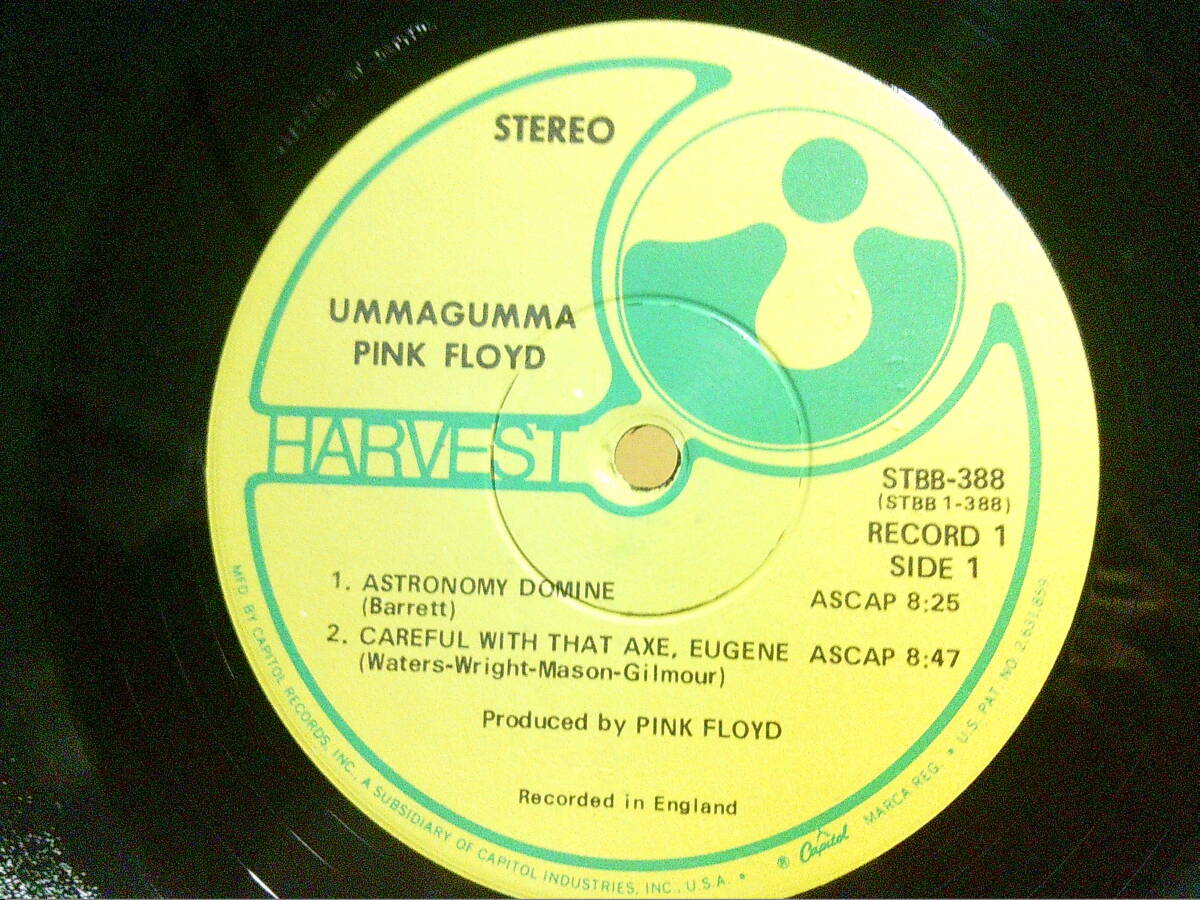 STEREO
UMMAGUMMA
PINK FLOYD
HARVEST
STBB-388
(STBB 1-388)
RECORD 1
SIDE 1
1. ASTRONOMY DOMINE ASCAP 8:25
(Barrett)
2. CAREFUL WITH THAT AXE, EUGENE ASCAP 8:47
(Waters-Wright-Mason-Gilmour)
Produced by PINK FLOYD
Recorded in England
MFD. BY CAPITOL RECORDS, INC., A SUBSIDIARY OF CAPITOL INDUSTRIES, INC., U.S.A. • ® Capitol MARCA REG. • U.S. PAT. NO. 2,631,859